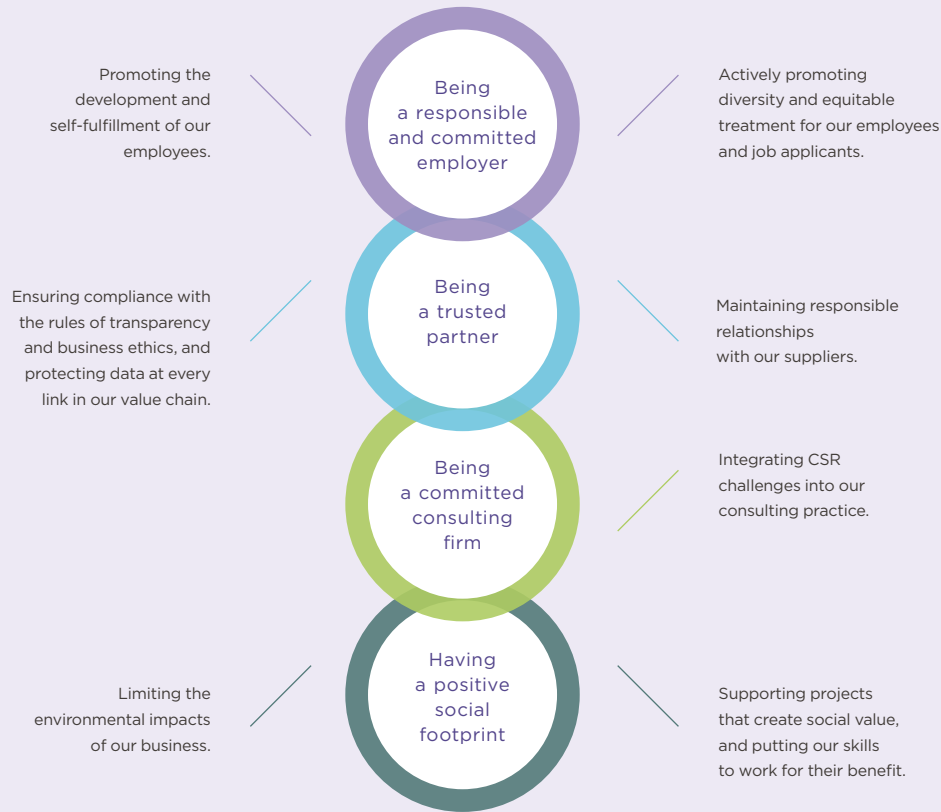 Promoting the
development and
self-fulfillment of our
employees.
Being
a responsible
and committed
employer
Actively promoting
diversity and equitable
treatment for our employees
and job applicants.
Ensuring compliance with
the rules of transparency
and business ethics, and
protecting data at every
link in our value chain.
Being
a trusted
partner
Maintaining responsible
relationships
with our suppliers.
Being
a committed
consulting
firm
Integrating CSR
challenges into our
consulting practice.
Limiting the
environmental impacts
of our business.
Having
a positive
social
footprint
Supporting projects
that create social value,
and putting our skills
to work for their benefit.